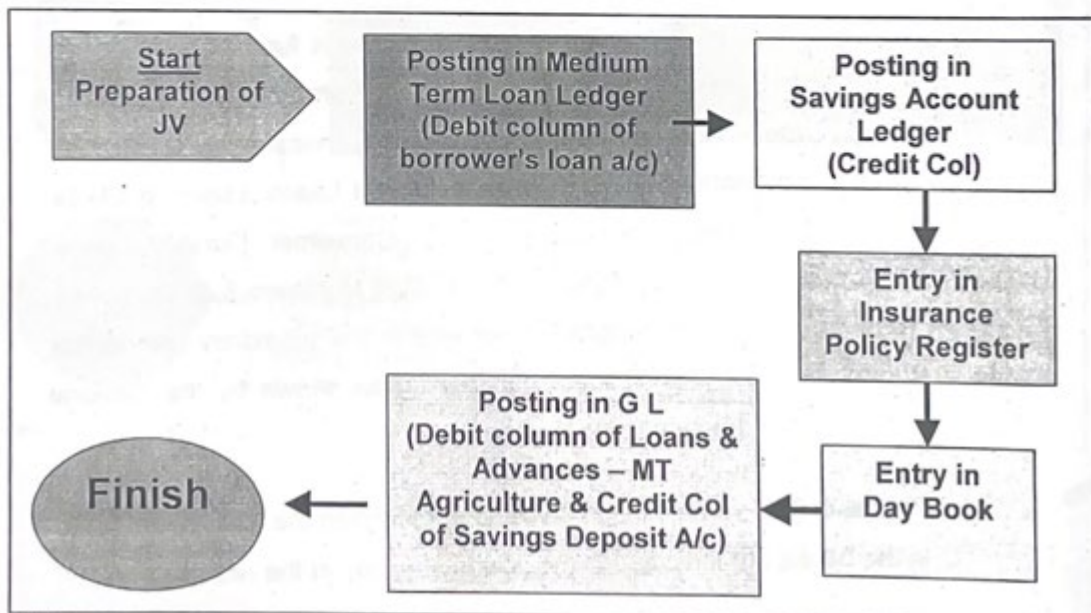 Start
Preparation of
JV
Posting in Medium
Term Loan Ledger
(Debit column of
borrower's loan a/c)
Posting in
Savings Account
Ledger
(Credit Col)
Entry in
Insurance
Policy Register
Entry in
Day Book
Posting in G L
(Debit column of Loans &
Advances – MT
Agriculture & Credit Col
of Savings Deposit A/c)
Finish